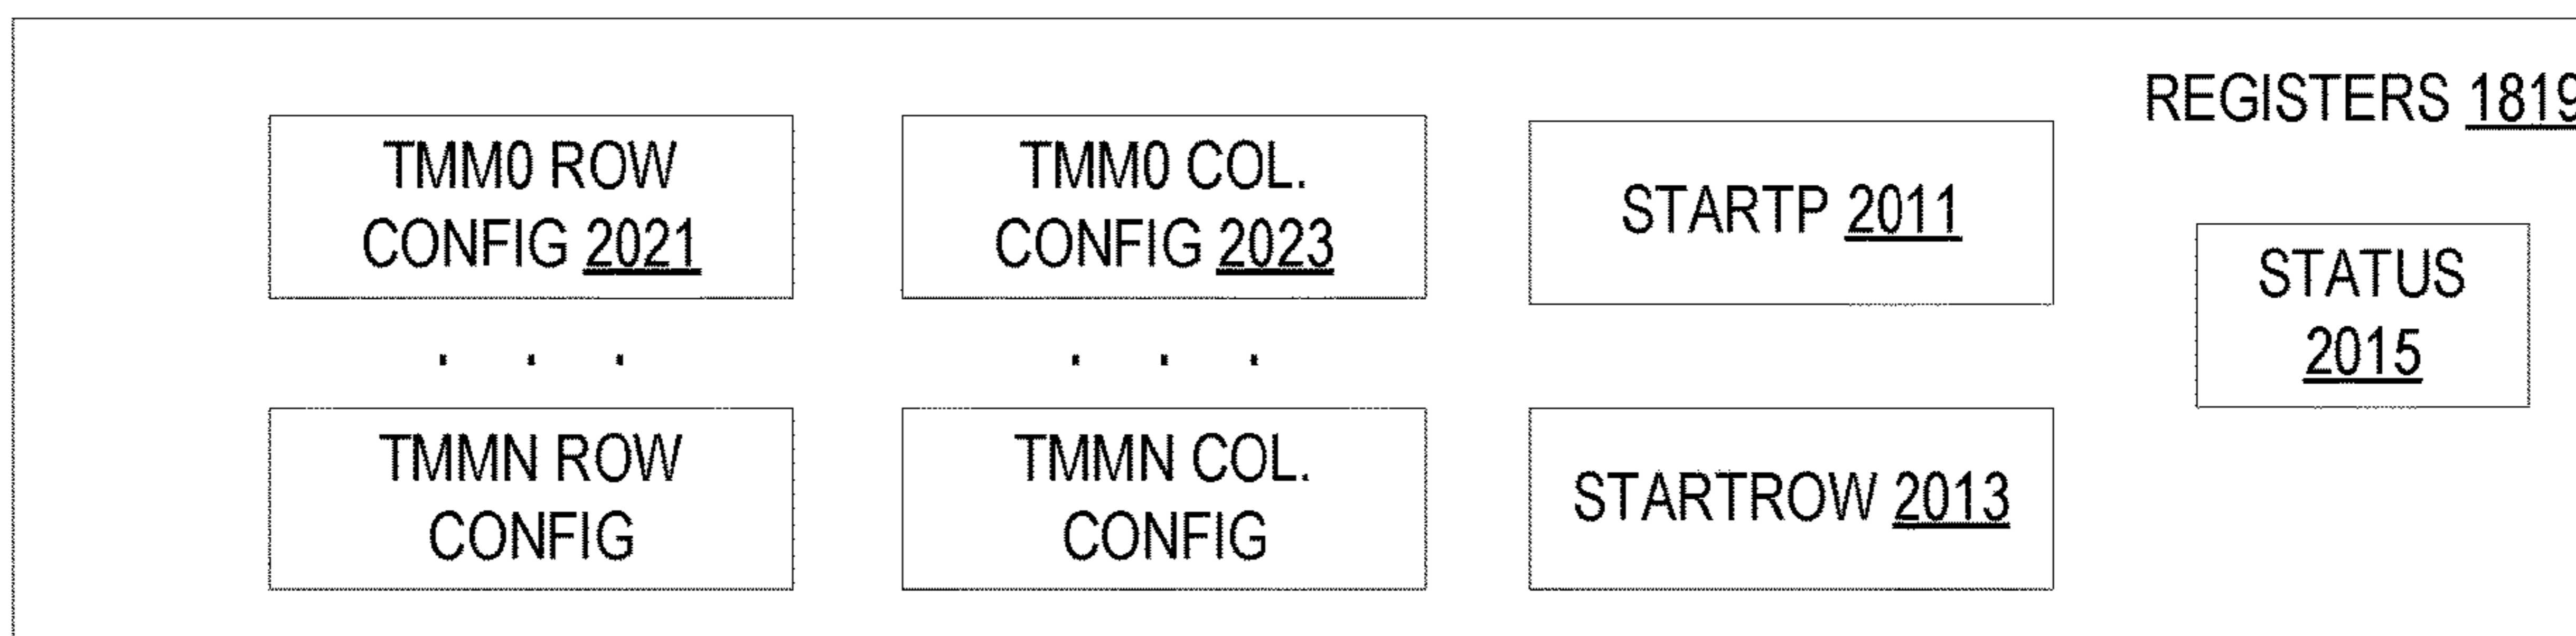 REGISTERS 1819
TMM0 ROW
CONFIG 2021
TMM0 COL.
CONFIG 2023
STARTP 2011
STATUS
2015
. . .
. . .
TMMN ROW
CONFIG
TMMN COL.
CONFIG
STARTROW 2013